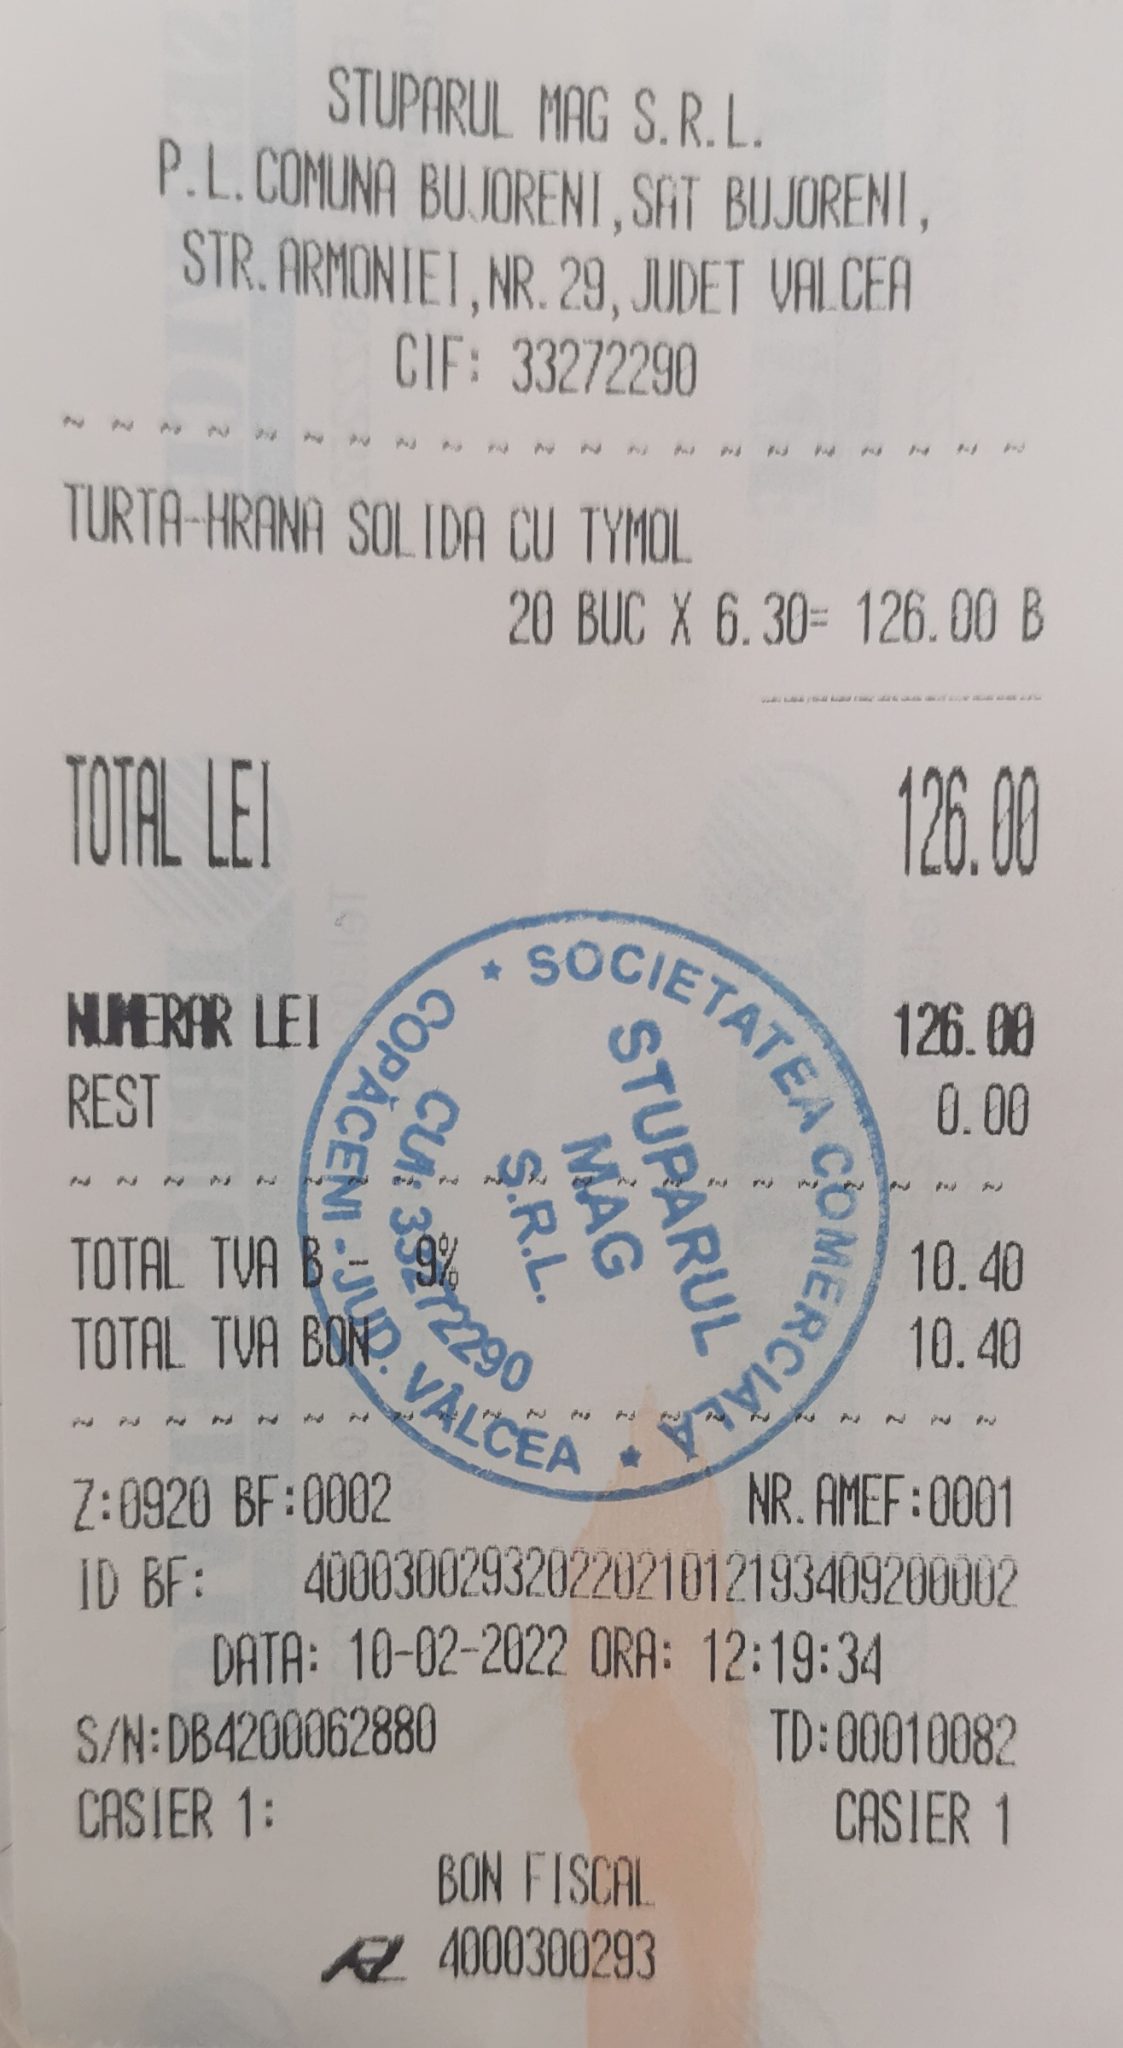 STUPARUL MAG S.R.L.
P.L.COMUNA BUJORENI,SAT BUJORENI,
STR.ARMONIEI,NR.29,JUDET VALCEA
CIF: 33272290
~ ~ ~ ~ ~ ~ ~ ~ ~ ~ ~ ~ ~ ~ ~ ~ ~ ~ ~ ~ ~
TURTA-HRANA SOLIDA CU TYMOL
20 BUC X 6.30= 126.00 B
TOTAL LEI 126.00
NUMERAR LEI 126.00
REST 0.00
~ ~ ~ ~ ~ ~ ~ ~ ~ ~ ~ ~ ~ ~ ~ ~ ~ ~ ~ ~ ~
TOTAL TVA B - 9% 10.40
TOTAL TVA BON 10.40
~ ~ ~ ~ ~ ~ ~ ~ ~ ~ ~ ~ ~ ~ ~ ~ ~ ~ ~ ~ ~
Z:0920 BF:0002 NR.AMEF:0001
ID BF: 4000300293202202101219340920​0002
DATA: 10-02-2022 ORA: 12:19:34
S/N:DB4200062880 TD:00010082
CASIER 1: CASIER 1
BON FISCAL
4000300293
* SOCIETATEA COMERCIALĂ *
COPĂCENI - JUD. VÂLCEA
STUPARUL
MAG
S.R.L.
CUI: 33272290